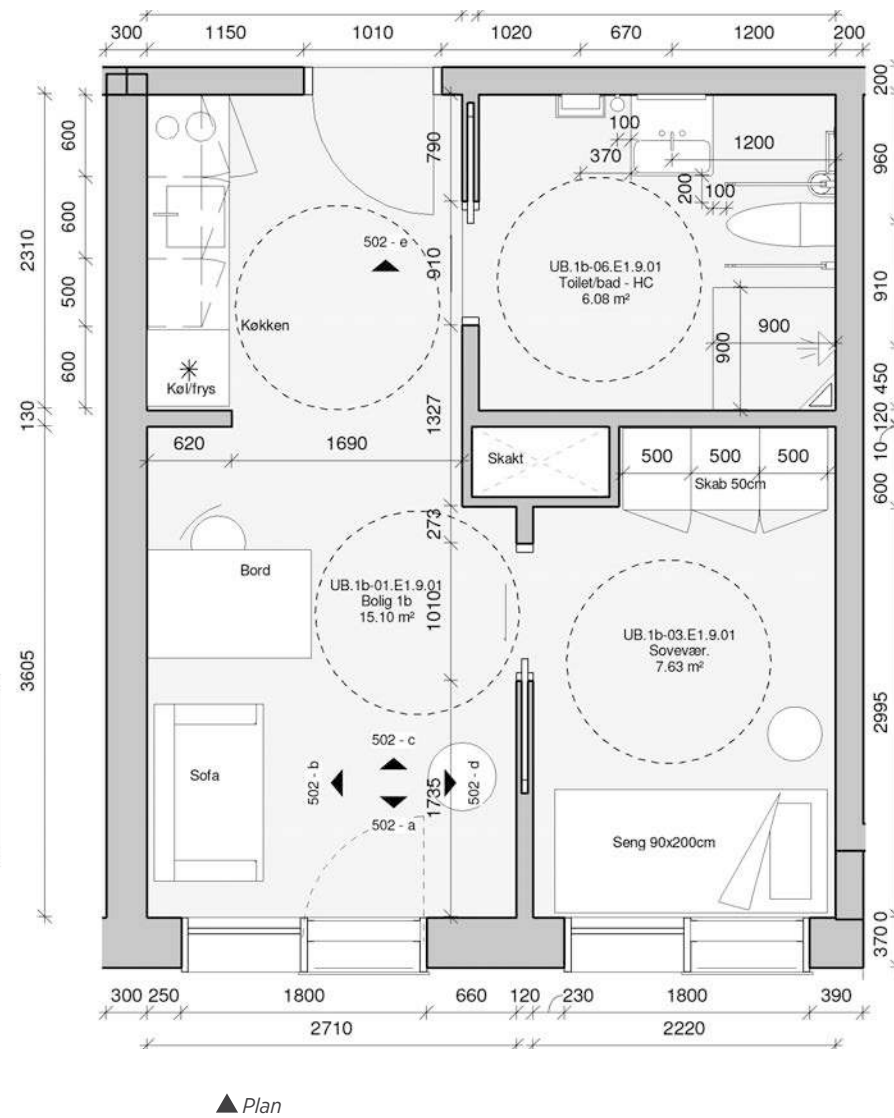 300 1150 1010 1020 670 1200 200
200
600 790 100 960
370 1200
600 200 100
2310 502 - e 910 UB.1b-06.E1.9.01 910
Toilet/bad - HC
6.08 m²
500
Køkken 900 900
600 Køl/frys 450
130 1327 120
620 1690 Skakt 500 500 500 10
Skab 50cm 600
273
Bord UB.1b-01.E1.9.01
Bolig 1b
15.10 m²
1010
UB.1b-03.E1.9.01
Sovevær.
7.63 m²
3605 2995
502 - c
Sofa 502 - b 1735 502 - d
502 - a
Seng 90x200cm
0
370
300 250 1800 660 120 230 1800 390
2710 2220
Plan